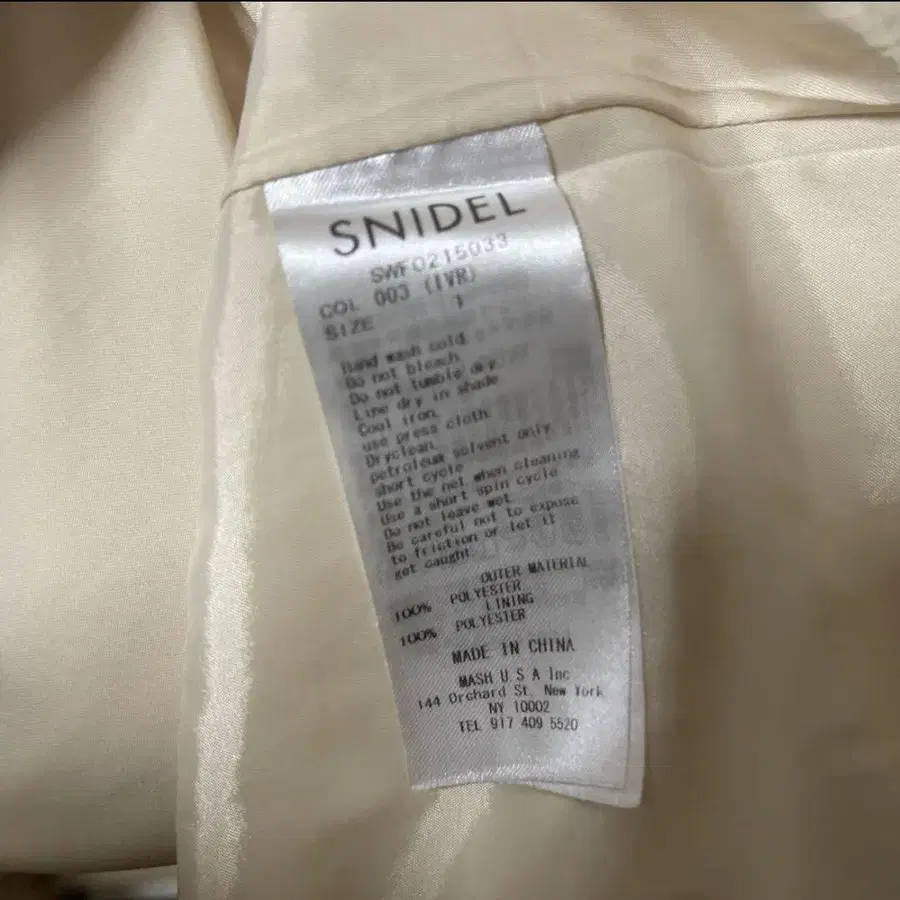 SNIDEL
SWFO215033
COL 003 (IVR)
SIZE 1
Hand wash cold.
Do not bleach.
Do not tumble dry.
Line dry in shade
Cool iron.
use press cloth.
Dryclean.
petroleum solvent only
short cycle
Use the net when cleaning
Use a short spin cycle
Do not leave wet.
Be careful not to expose
to friction or let it
get caught.
OUTER MATERIAL
100% POLYESTER
LINING
100% POLYESTER
MADE IN CHINA
MASH U.S.A Inc
144 Orchard St. New York
NY 10002
TEL 917 409 5520